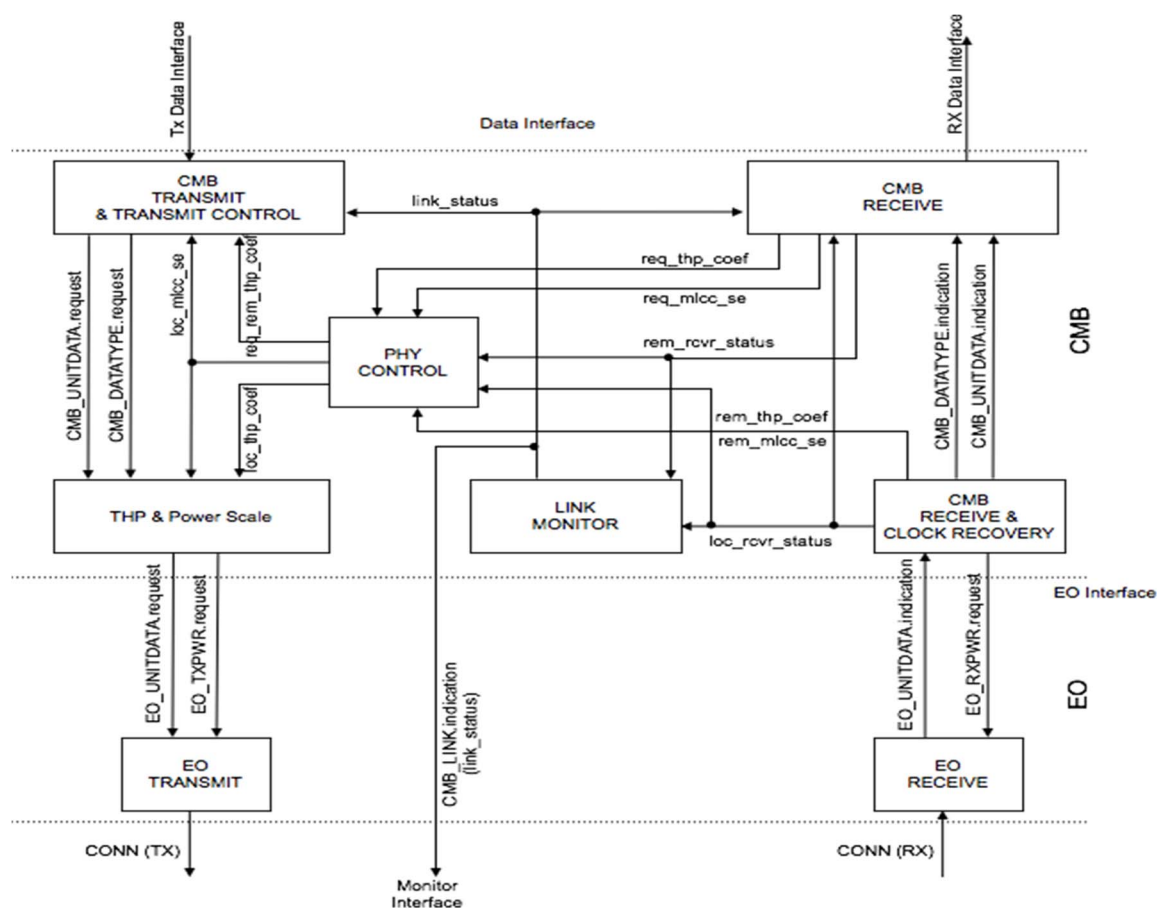 Tx Data Interface
RX Data Interface
Data Interface
CMB
TRANSMIT
& TRANSMIT CONTROL
link_status
CMB
RECEIVE
CMB_UNITDATA.request
CMB_DATATYPE.request
loc_mlcc_se
req_rem_thp_coef
req_thp_coef
req_mlcc_se
PHY
CONTROL
rem_rcvr_status
loc_thp_coef
rem_thp_coef
rem_mlcc_se
CMB_DATATYPE.indication
CMB_UNITDATA.indication
CMB
THP & Power Scale
LINK
MONITOR
loc_rcvr_status
CMB
RECEIVE &
CLOCK RECOVERY
EO Interface
EO_UNITDATA.request
EO_TXPWR.request
CMB_LINK.indication
(link_status)
EO_UNITDATA.indication
EO_RXPWR.request
EO
EO
TRANSMIT
EO
RECEIVE
CONN (TX)
CONN (RX)
Monitor
Interface